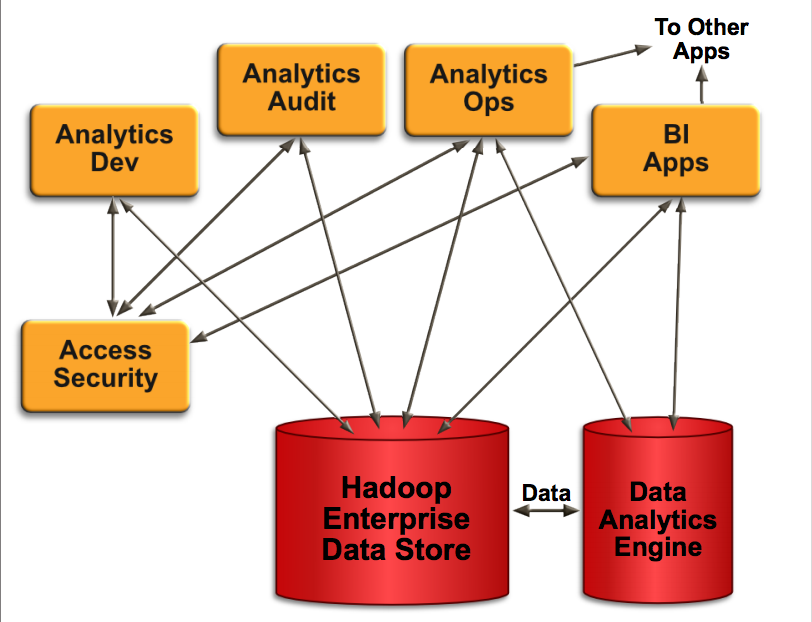 To Other
Apps
Analytics
Audit
Analytics
Ops
Analytics
Dev
BI
Apps
Access
Security
Hadoop
Enterprise
Data Store
Data
Data
Analytics
Engine